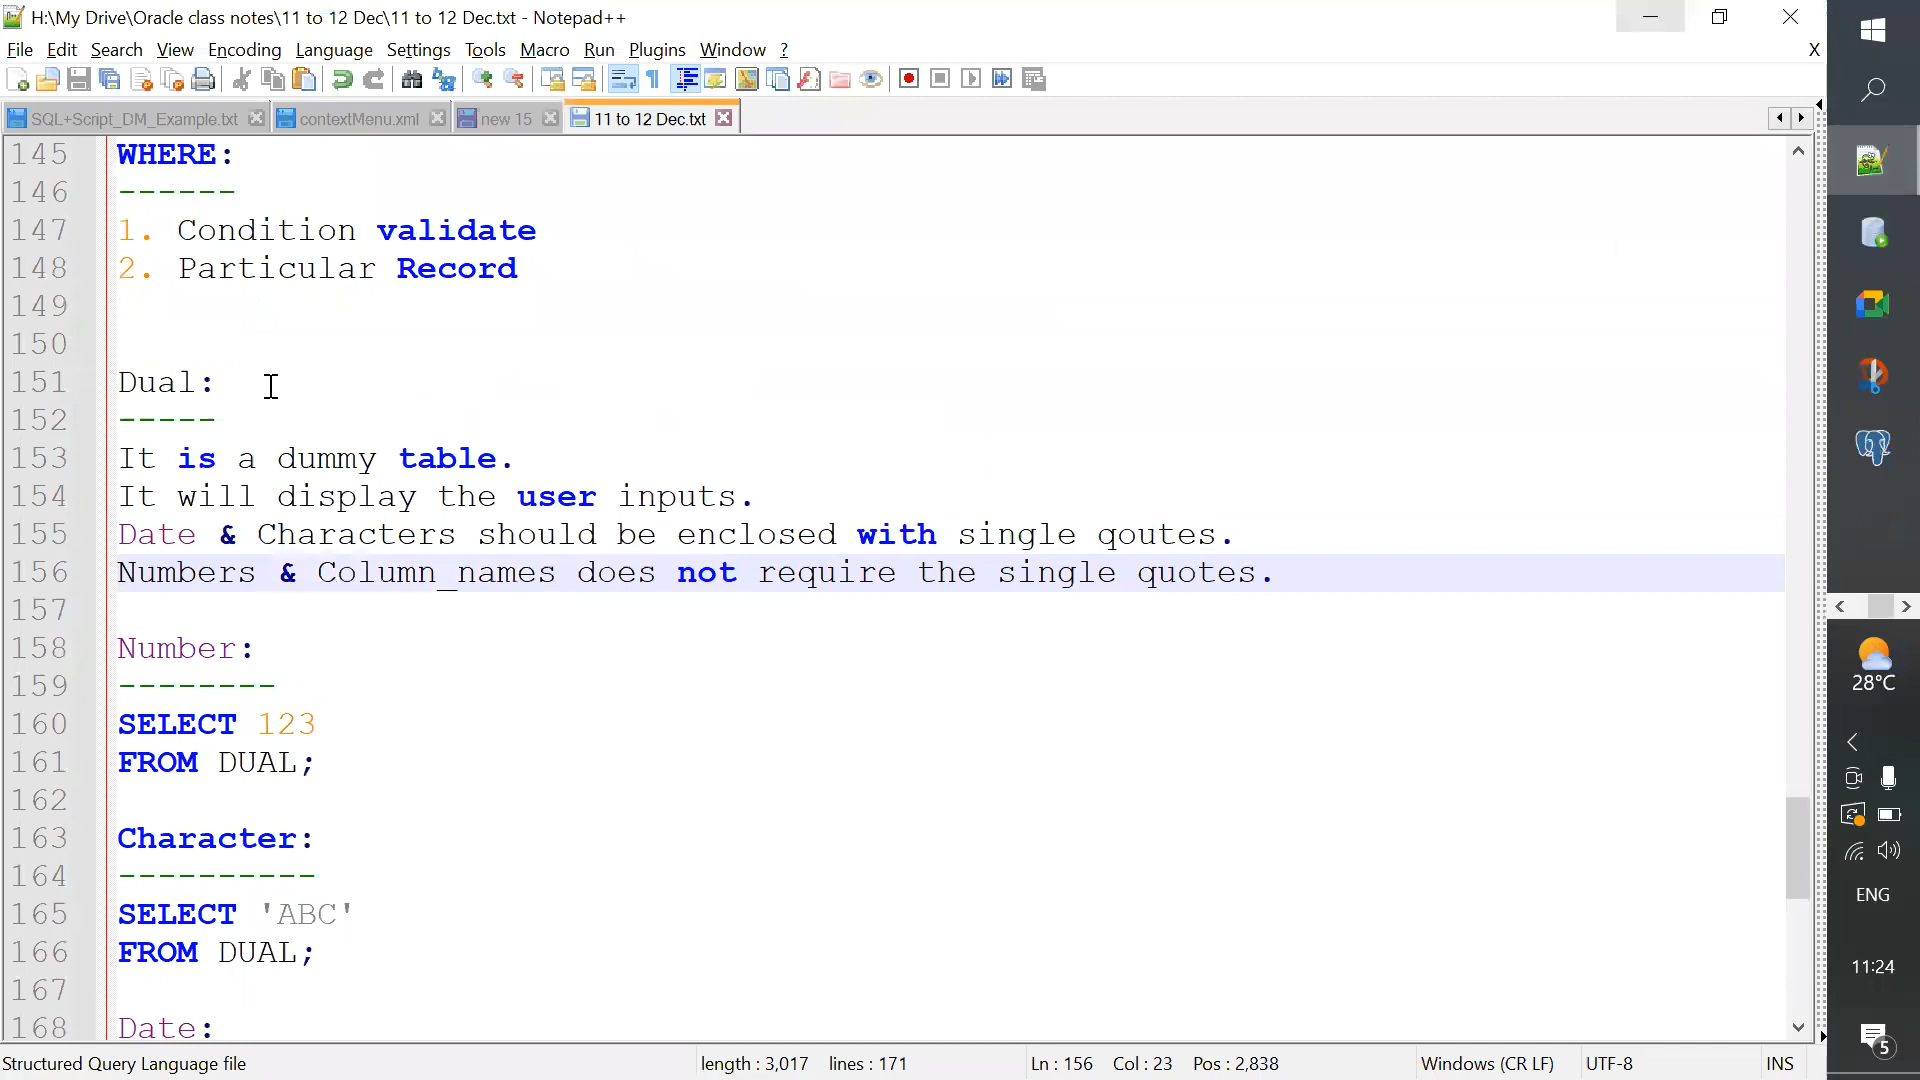 H:\My Drive\Oracle class notes\11 to 12 Dec\11 to 12 Dec.txt - Notepad++
File Edit Search View Encoding Language Settings Tools Macro Run Plugins Window ? X
SQL+Script_DM_Example.txt contextMenu.xml new 15 11 to 12 Dec.txt
145 WHERE:
146 ------
147 1. Condition validate
148 2. Particular Record
149
150
151 Dual:
152 -----
153 It is a dummy table.
154 It will display the user inputs.
155 Date & Characters should be enclosed with single qoutes.
156 Numbers & Column_names does not require the single quotes.
157
158 Number:
159 --------
160 SELECT 123
161 FROM DUAL;
162
163 Character:
164 ----------
165 SELECT 'ABC'
166 FROM DUAL;
167
168 Date:
Structured Query Language file length : 3,017 lines : 171 Ln : 156 Col : 23 Pos : 2,838 Windows (CR LF) UTF-8 INS
28°C
ENG
11:24
5